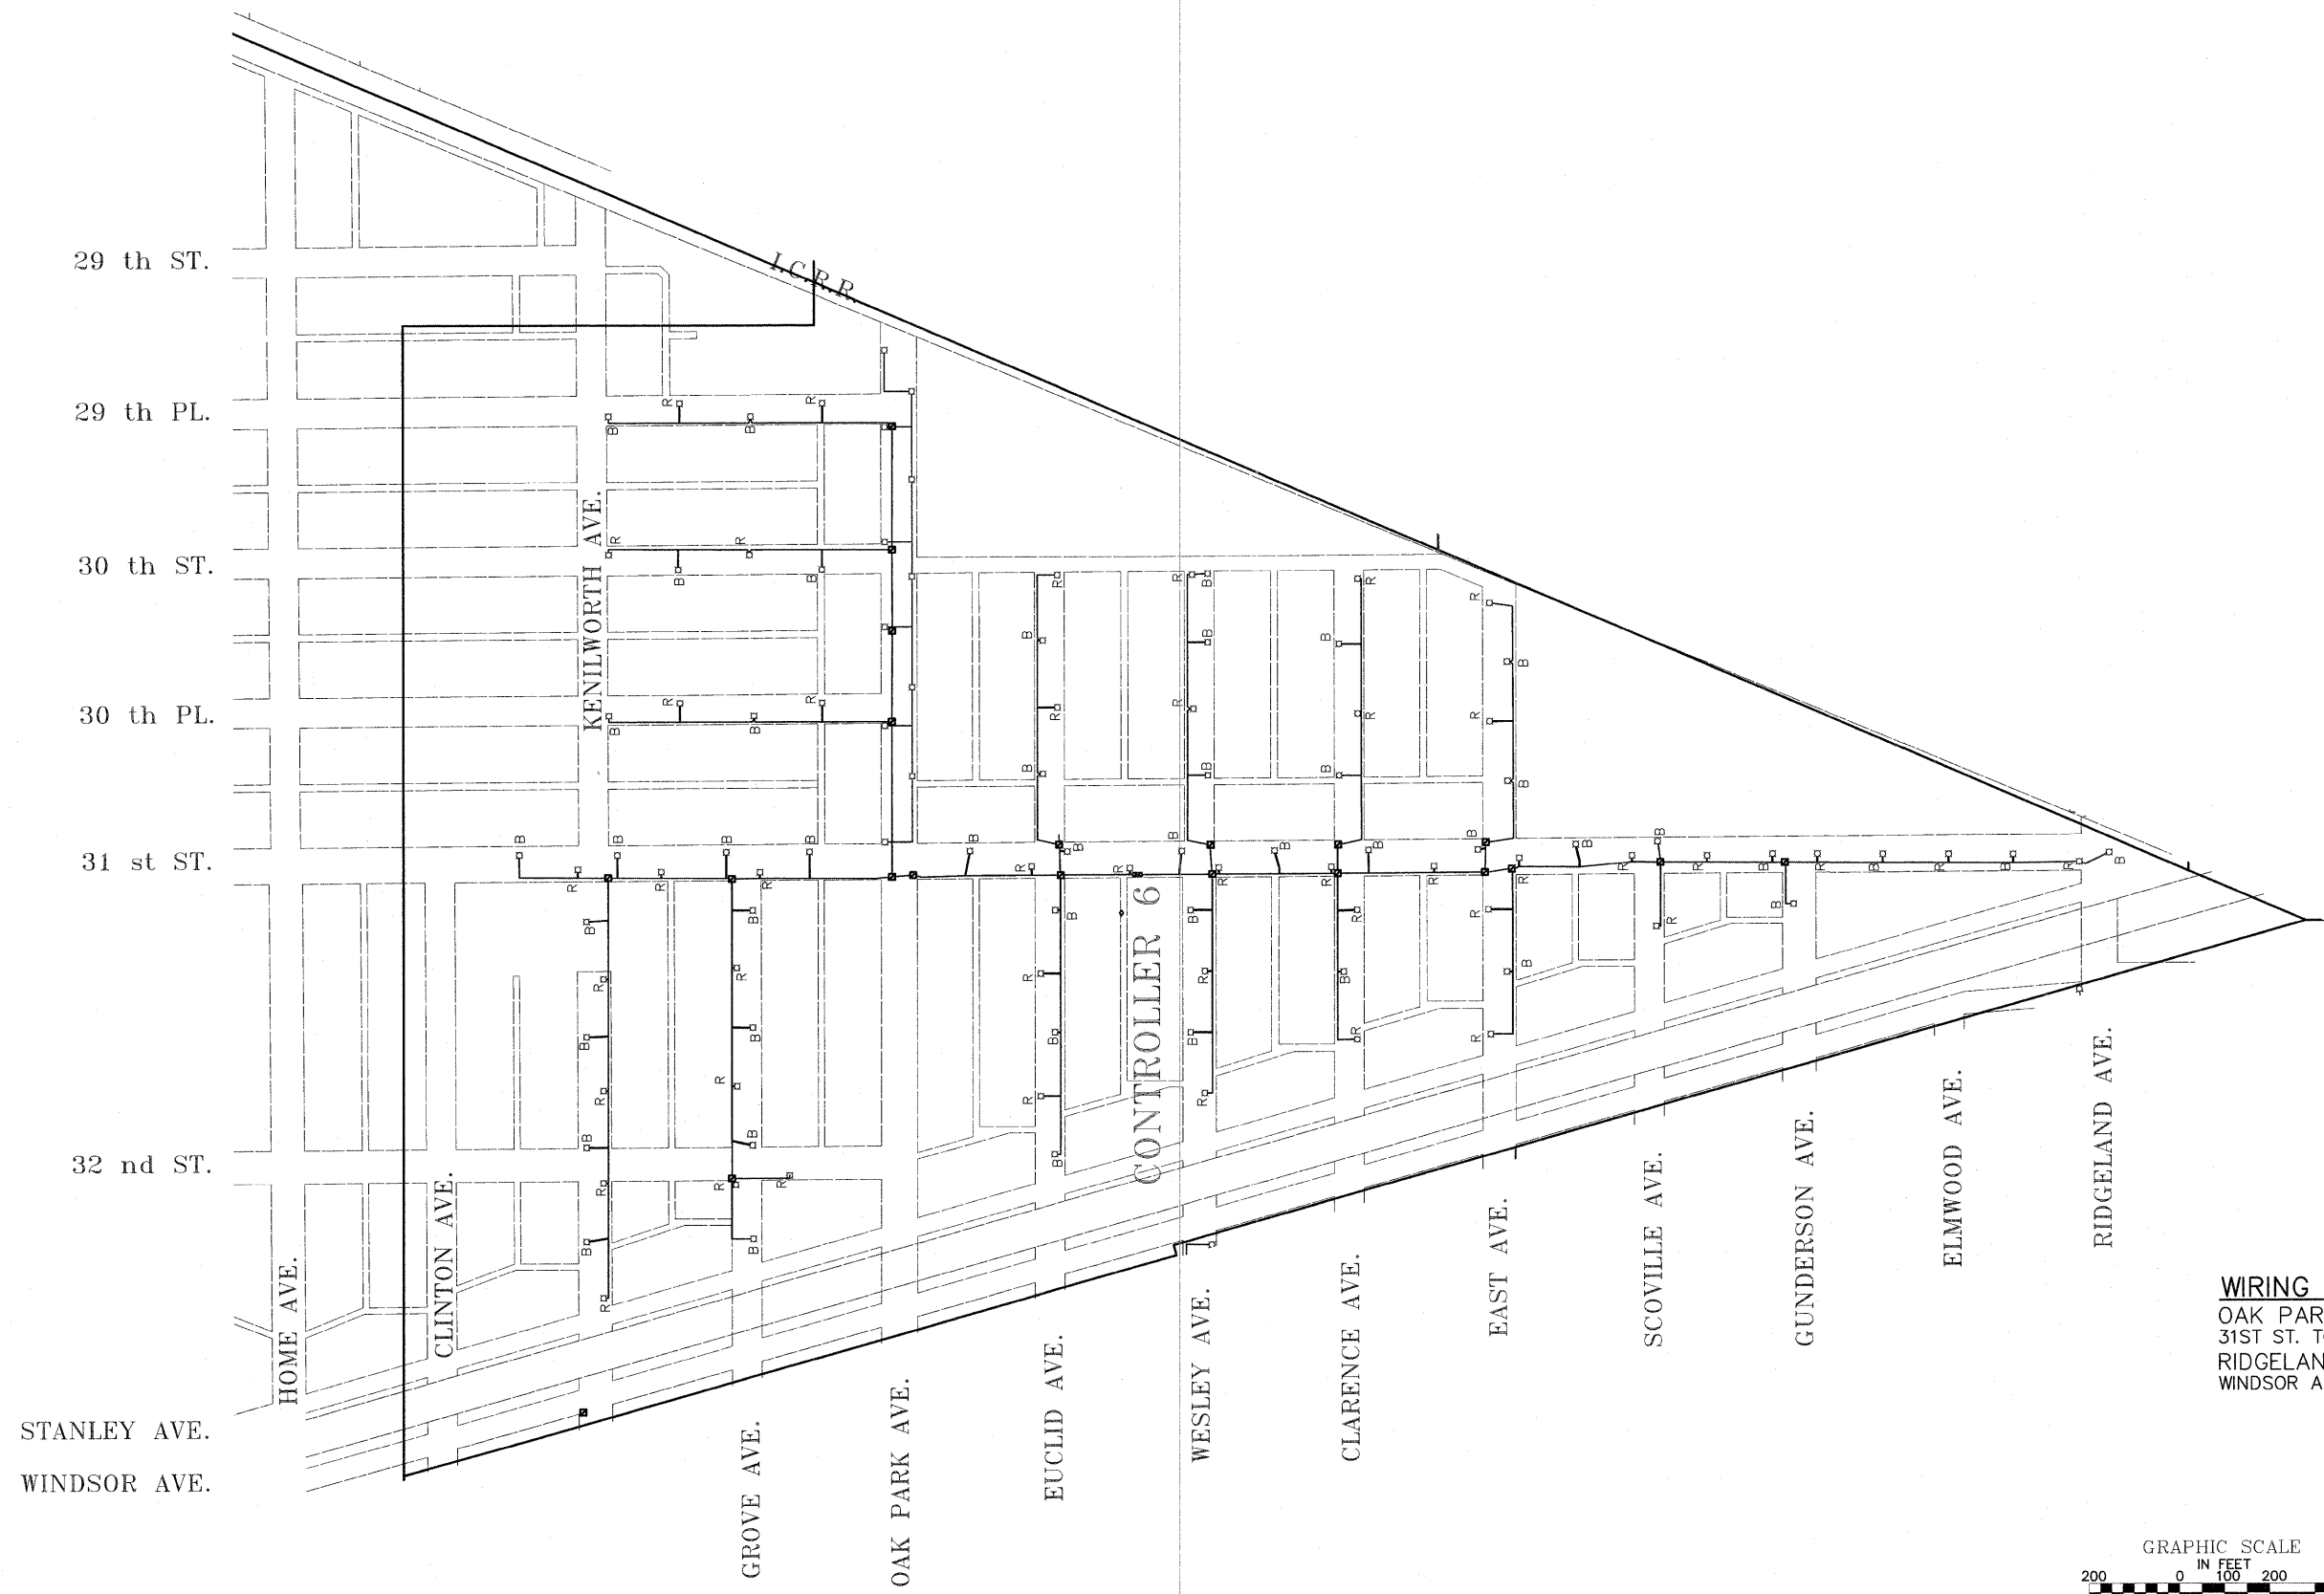 I.C.R.R.
29 th ST.
29 th PL.
30 th ST.
30 th PL.
31 st ST.
32 nd ST.
STANLEY AVE.
WINDSOR AVE.
HOME AVE.
CLINTON AVE.
KENILWORTH AVE.
GROVE AVE.
OAK PARK AVE.
EUCLID AVE.
CONTROLLER 6
WESLEY AVE.
CLARENCE AVE.
EAST AVE.
SCOVILLE AVE.
GUNDERSON AVE.
ELMWOOD AVE.
RIDGELAND AVE.
WIRING
OAK PAR
31ST ST. T
RIDGELAN
WINDSOR A
GRAPHIC SCALE
IN FEET
200 0 100 200